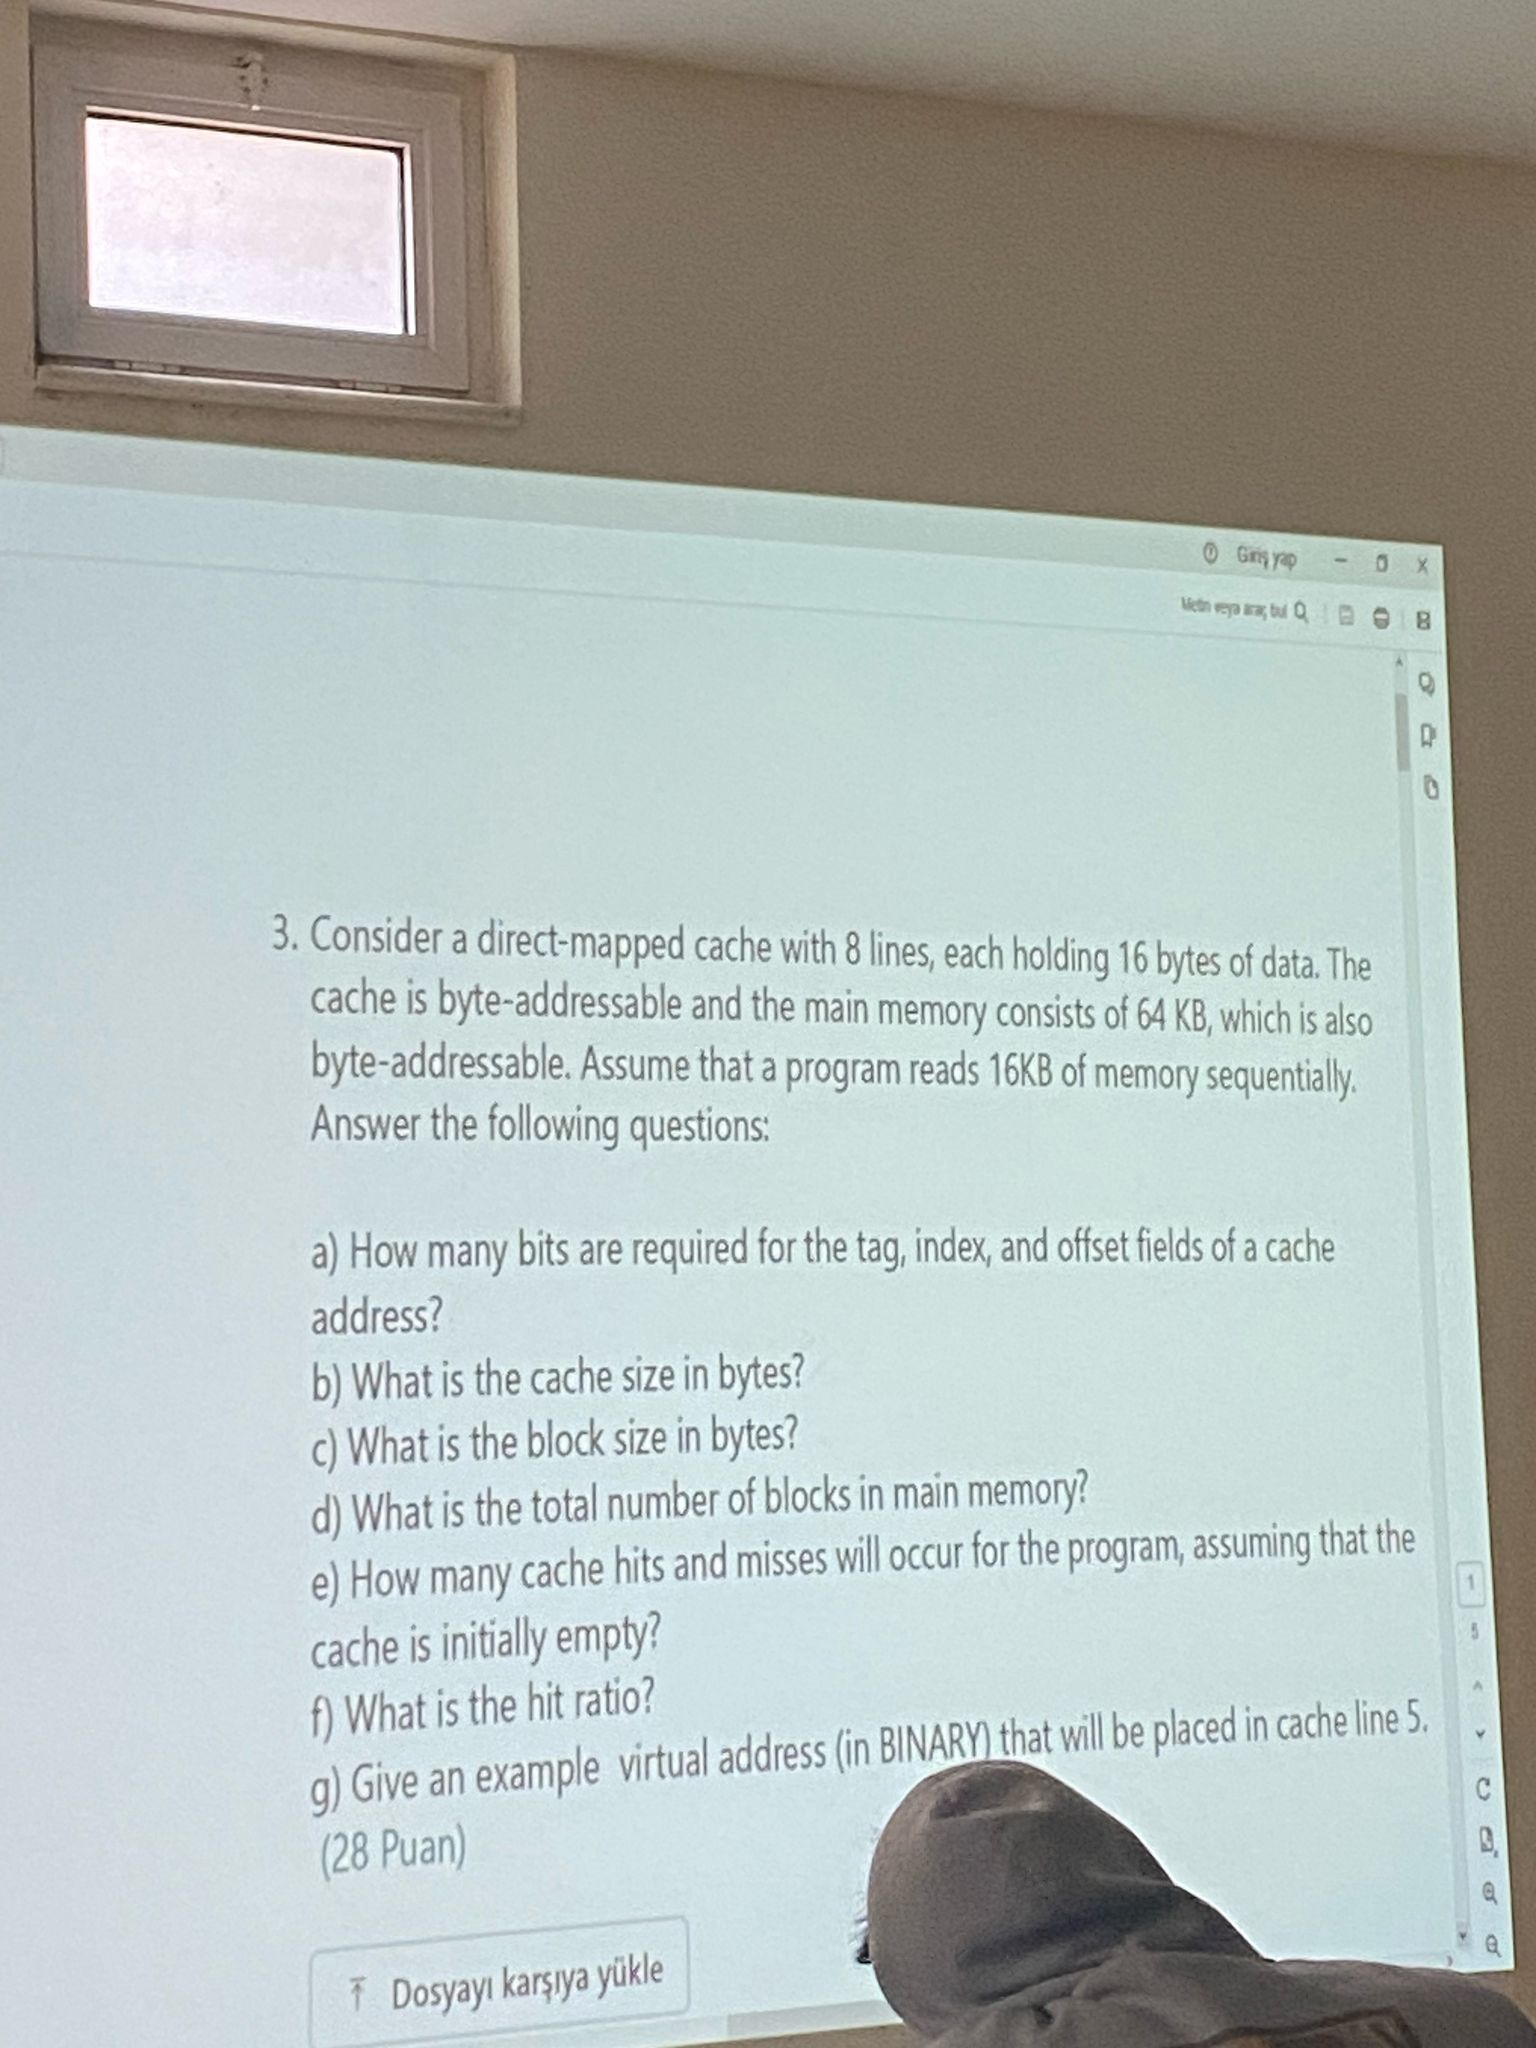 Giriş yap
Metin veya araç bul
3. Consider a direct-mapped cache with 8 lines, each holding 16 bytes of data. The
cache is byte-addressable and the main memory consists of 64 KB, which is also
byte-addressable. Assume that a program reads 16KB of memory sequentially.
Answer the following questions:
a) How many bits are required for the tag, index, and offset fields of a cache
address?
b) What is the cache size in bytes?
c) What is the block size in bytes?
d) What is the total number of blocks in main memory?
e) How many cache hits and misses will occur for the program, assuming that the
cache is initially empty?
f) What is the hit ratio?
g) Give an example virtual address (in BINARY) that will be placed in cache line 5.
(28 Puan)
Dosyayı karşıya yükle
1
5